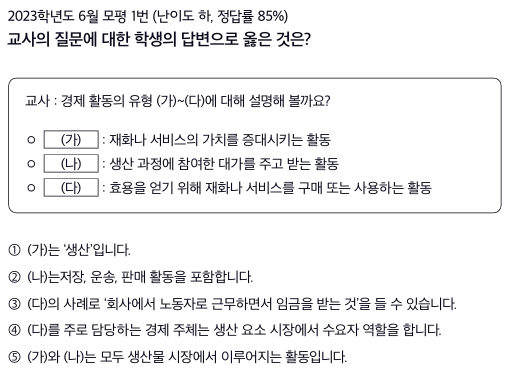 2023학년도 6월 모평 1번 (난이도 하, 정답률 85%)
교사의 질문에 대한 학생의 답변으로 옳은 것은?
교사 : 경제 활동의 유형 (가)~(다)에 대해 설명해 볼까요?
○ (가) : 재화나 서비스의 가치를 증대시키는 활동
○ (나) : 생산 과정에 참여한 대가를 주고 받는 활동
○ (다) : 효용을 얻기 위해 재화나 서비스를 구매 또는 사용하는 활동
① (가)는 ‘생산’입니다.
② (나)는저장, 운송, 판매 활동을 포함합니다.
③ (다)의 사례로 ‘회사에서 노동자로 근무하면서 임금을 받는 것’을 들 수 있습니다.
④ (다)를 주로 담당하는 경제 주체는 생산 요소 시장에서 수요자 역할을 합니다.
⑤ (가)와 (나)는 모두 생산물 시장에서 이루어지는 활동입니다.